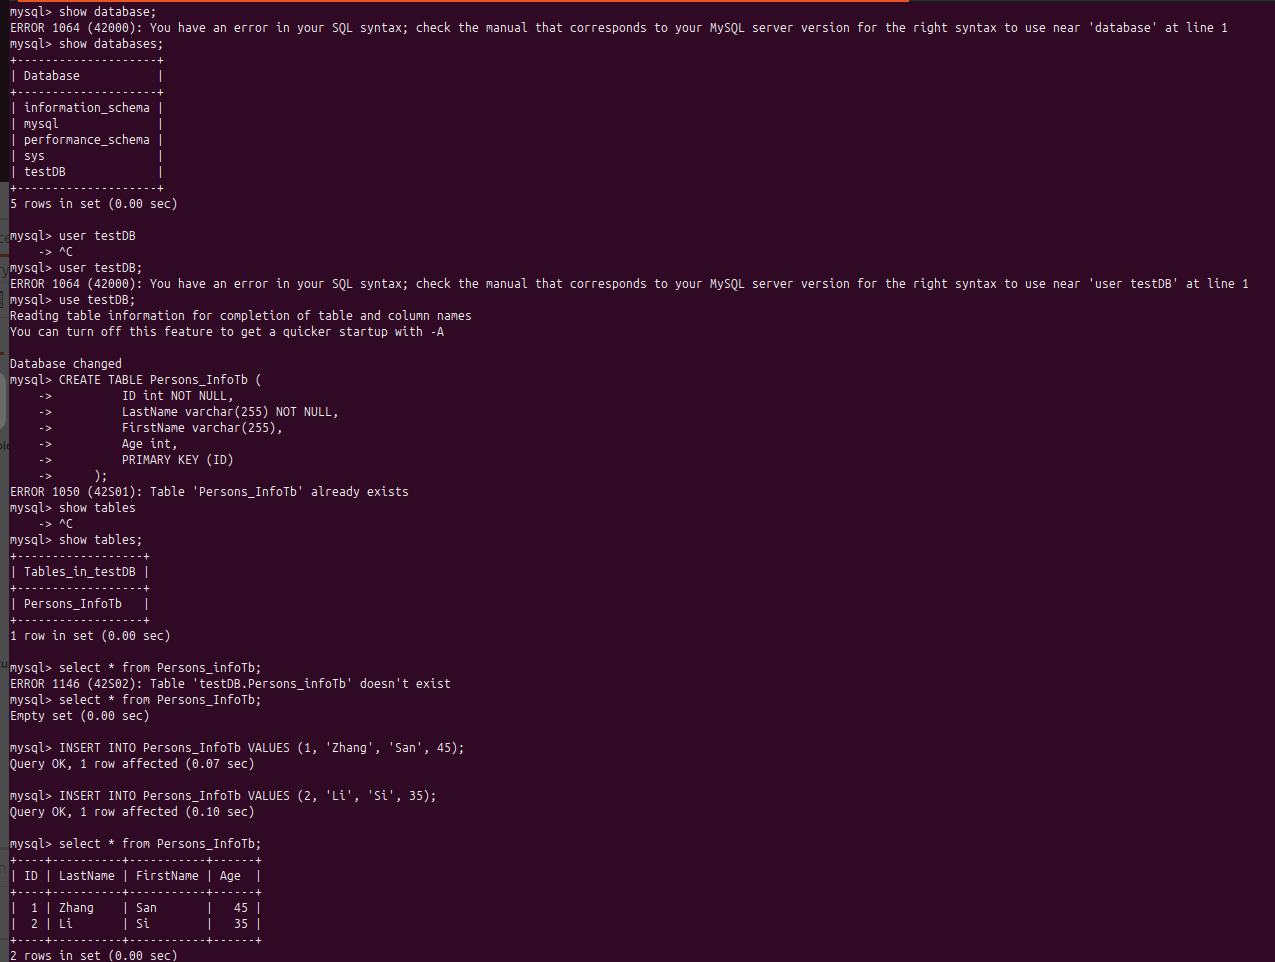 mysql> show database;
ERROR 1064 (42000): You have an error in your SQL syntax; check the manual that corresponds to your MySQL server version for the right syntax to use near 'database' at line 1
mysql> show databases;
+--------------------+
| Database           |
+--------------------+
| information_schema |
| mysql              |
| performance_schema |
| sys                |
| testDB             |
+--------------------+
5 rows in set (0.00 sec)

mysql> user testDB
    -> ^C
mysql> user testDB;
ERROR 1064 (42000): You have an error in your SQL syntax; check the manual that corresponds to your MySQL server version for the right syntax to use near 'user testDB' at line 1
mysql> use testDB;
Reading table information for completion of table and column names
You can turn off this feature to get a quicker startup with -A

Database changed
mysql> CREATE TABLE Persons_InfoTb (
    ->          ID int NOT NULL,
    ->          LastName varchar(255) NOT NULL,
    ->          FirstName varchar(255),
    ->          Age int,
    ->          PRIMARY KEY (ID)
    ->      );
ERROR 1050 (42S01): Table 'Persons_InfoTb' already exists
mysql> show tables
    -> ^C
mysql> show tables;
+------------------+
| Tables_in_testDB |
+------------------+
| Persons_InfoTb   |
+------------------+
1 row in set (0.00 sec)

mysql> select * from Persons_infoTb;
ERROR 1146 (42S02): Table 'testDB.Persons_infoTb' doesn't exist
mysql> select * from Persons_InfoTb;
Empty set (0.00 sec)

mysql> INSERT INTO Persons_InfoTb VALUES (1, 'Zhang', 'San', 45);
Query OK, 1 row affected (0.07 sec)

mysql> INSERT INTO Persons_InfoTb VALUES (2, 'Li', 'Si', 35);
Query OK, 1 row affected (0.10 sec)

mysql> select * from Persons_InfoTb;
+----+----------+-----------+------+
| ID | LastName | FirstName | Age  |
+----+----------+-----------+------+
|  1 | Zhang    | San       |   45 |
|  2 | Li       | Si        |   35 |
+----+----------+-----------+------+
2 rows in set (0.00 sec)